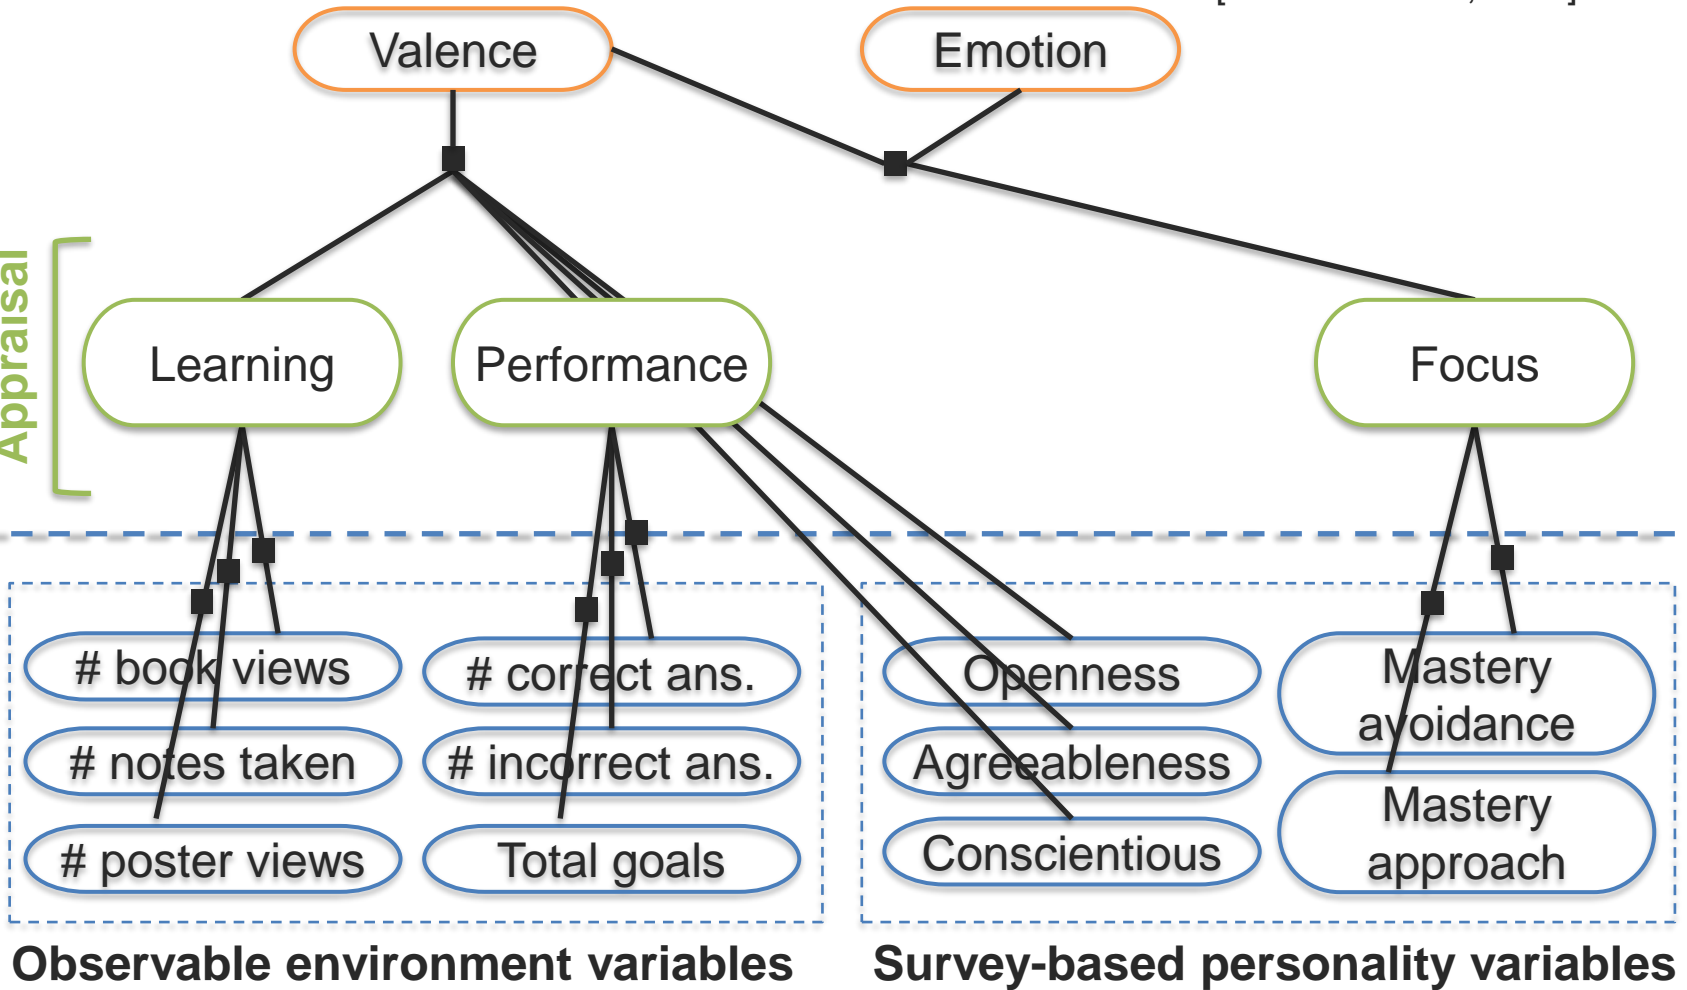 Valence
Emotion
Appraisal
Learning
Performance
Focus
# book views
# correct ans.
Openness
Mastery
avoidance
# notes taken
# incorrect ans.
Agreeableness
# poster views
Total goals
Conscientious
Mastery
approach
Observable environment variables
Survey-based personality variables